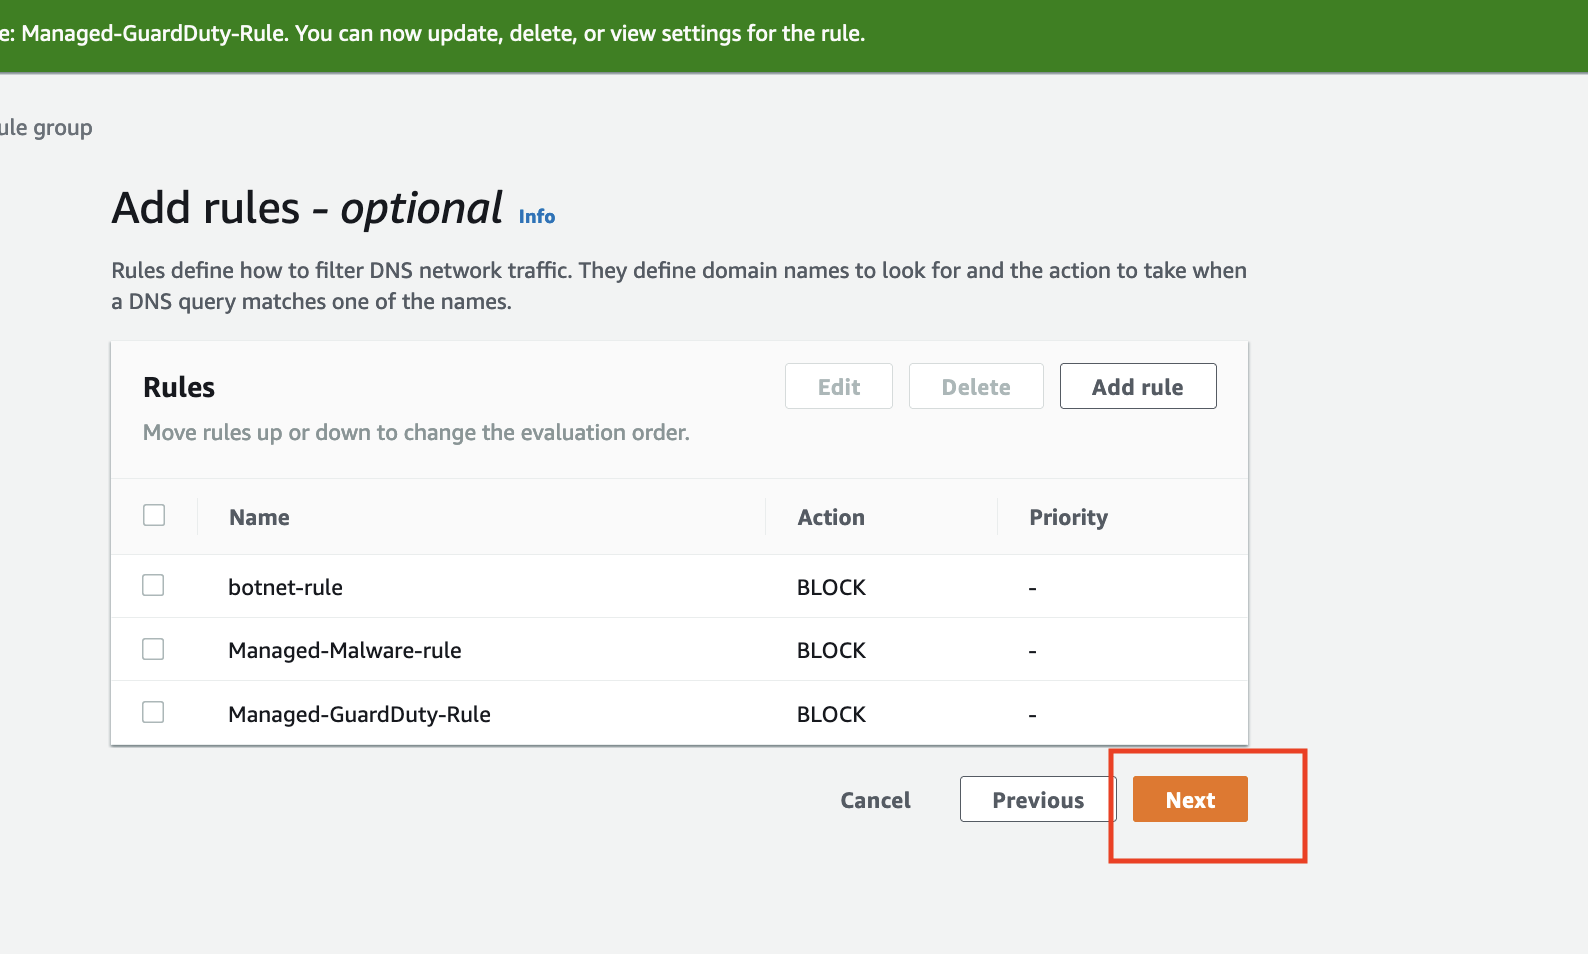 e: Managed-GuardDuty-Rule. You can now update, delete, or view settings for the rule.
ule group
Add rules - optional Info
Rules define how to filter DNS network traffic. They define domain names to look for and the action to take when
a DNS query matches one of the names.
Rules Edit Delete Add rule
Move rules up or down to change the evaluation order.
Name Action Priority
botnet-rule BLOCK -
Managed-Malware-rule BLOCK -
Managed-GuardDuty-Rule BLOCK -
Cancel Previous Next